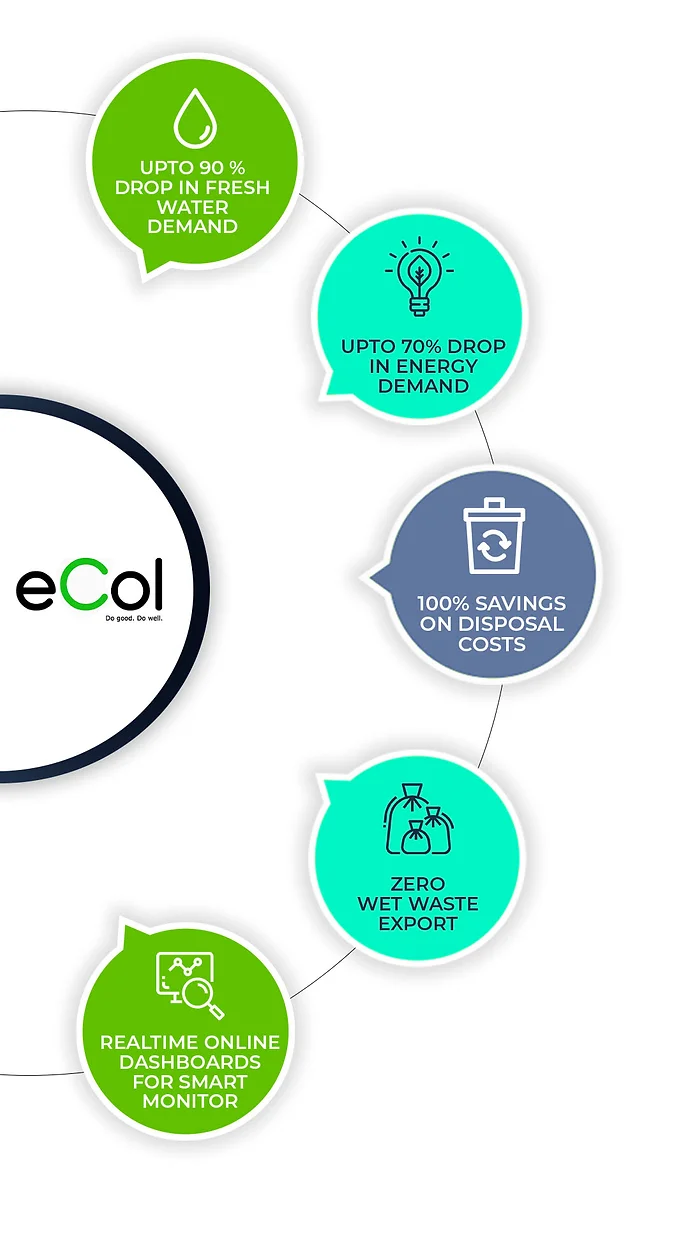 UPTO 90 %
DROP IN FRESH
WATER
DEMAND
UPTO 70% DROP
IN ENERGY
DEMAND
100% SAVINGS
ON DISPOSAL
COSTS
eCol
Do good. Do well.
ZERO
WET WASTE
EXPORT
REALTIME ONLINE
DASHBOARDS
FOR SMART
MONITOR